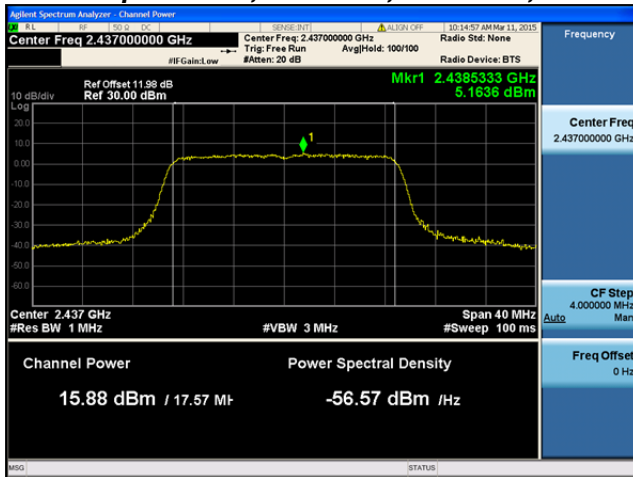 Agilent Spectrum Analyzer - Channel Power
RL RF 50 Ω DC SENSE:INT ALIGN OFF 10:14:57 AM Mar 11, 2015
Center Freq 2.437000000 GHz Center Freq: 2.437000000 GHz Radio Std: None
Trig: Free Run Avg|Hold: 100/100
#IFGain:Low #Atten: 20 dB Radio Device: BTS
Frequency
Ref Offset 11.98 dB Mkr1 2.4385333 GHz
10 dB/div Ref 30.00 dBm 5.1636 dBm
Log
20.0
10.0
0.00
-10.0
-20.0
-30.0
-40.0
-50.0
-60.0
1
Center 2.437 GHz Span 40 MHz
#Res BW 1 MHz #VBW 3 MHz #Sweep 100 ms
Channel Power Power Spectral Density
15.88 dBm / 17.57 MH -56.57 dBm /Hz
Center Freq
2.437000000 GHz
CF Step
4.000000 MHz
Auto Man
Freq Offset
0 Hz
MSG STATUS